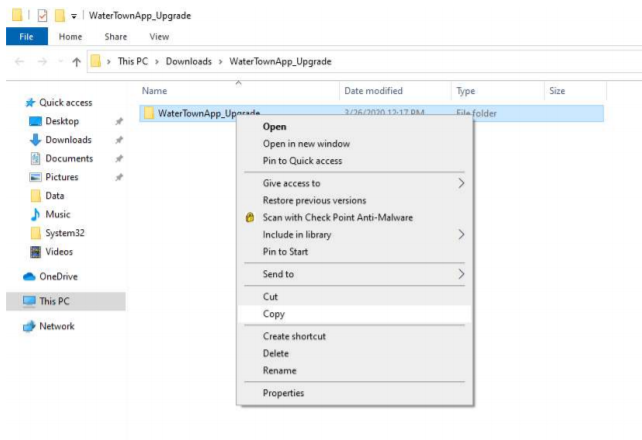 WaterTownApp_Upgrade
File Home Share View
This PC > Downloads > WaterTownApp_Upgrade
Name Date modified Type Size
Quick access
Desktop
Downloads
Documents
Pictures
Data
Music
System32
Videos
OneDrive
This PC
Network
WaterTownApp_Upgrade 3/26/2020 12:17 PM File folder
Open
Open in new window
Pin to Quick access
Give access to
Restore previous versions
Scan with Check Point Anti-Malware
Include in library
Pin to Start
Send to
Cut
Copy
Create shortcut
Delete
Rename
Properties